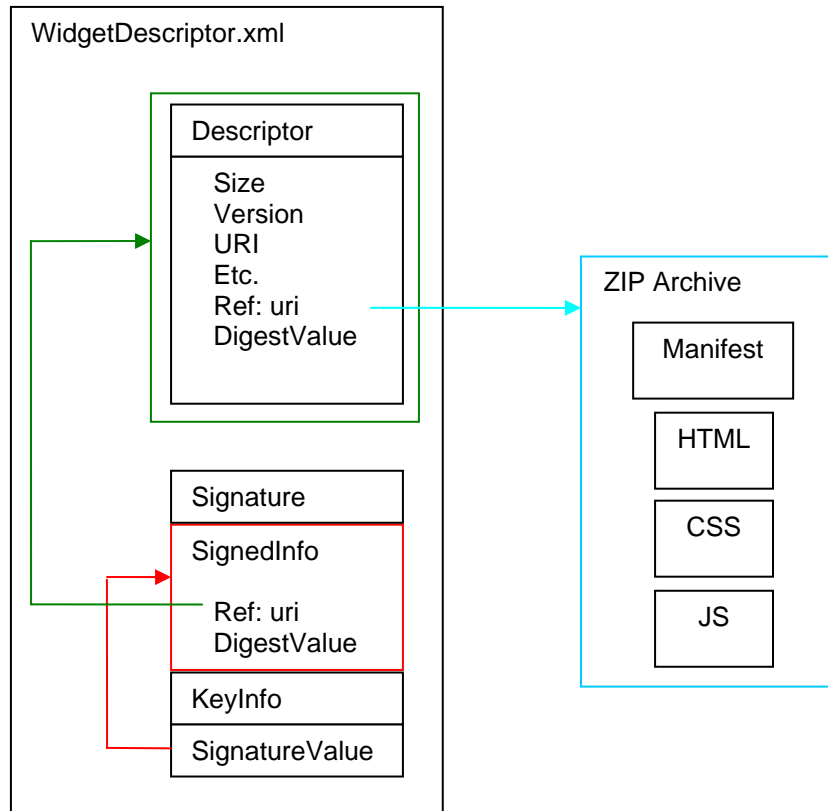 WidgetDescriptor.xml
Descriptor
Size
Version
URI
Etc.
Ref: uri
DigestValue
Signature
SignedInfo
Ref: uri
DigestValue
KeyInfo
SignatureValue
ZIP Archive
Manifest
HTML
CSS
JS